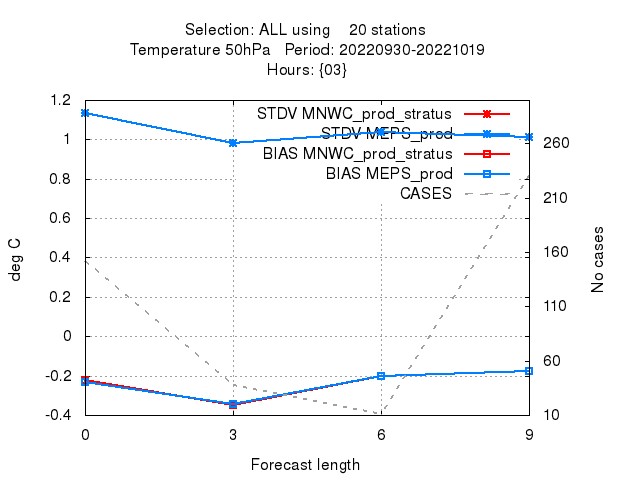 Selection: ALL using    20 stations
Temperature 50hPa   Period: 20220930-20221019
Hours: {03}
1.2
1
0.8
0.6
0.4
0.2
0
-0.2
-0.4
deg C
STDV MNWC_prod_stratus
STDV MEPS_prod
BIAS MNWC_prod_stratus
BIAS MEPS_prod
CASES
260
210
160
110
60
10
No cases
0 3 6 9
Forecast length